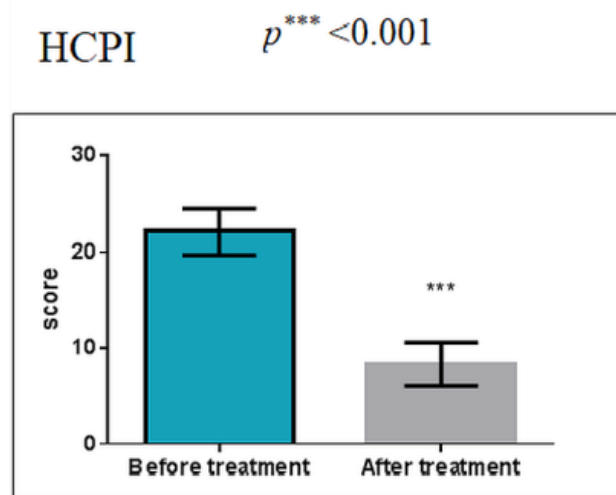 HCPI
p*** <0.001
30
20
10
0
score
***
Before treatment
After treatment